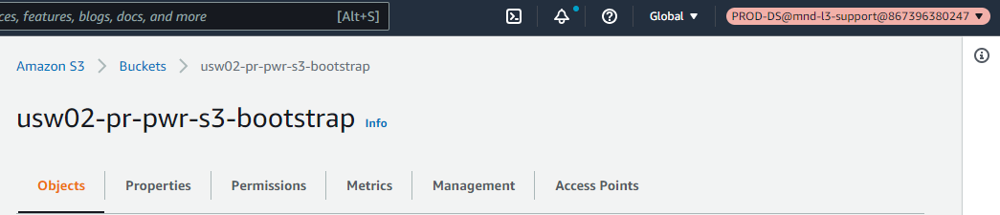 ces, features, blogs, docs, and more [Alt+S] Global PROD-DS@mnd-l3-support@867396380247
Amazon S3 Buckets usw02-pr-pwr-s3-bootstrap
usw02-pr-pwr-s3-bootstrap Info
Objects Properties Permissions Metrics Management Access Points